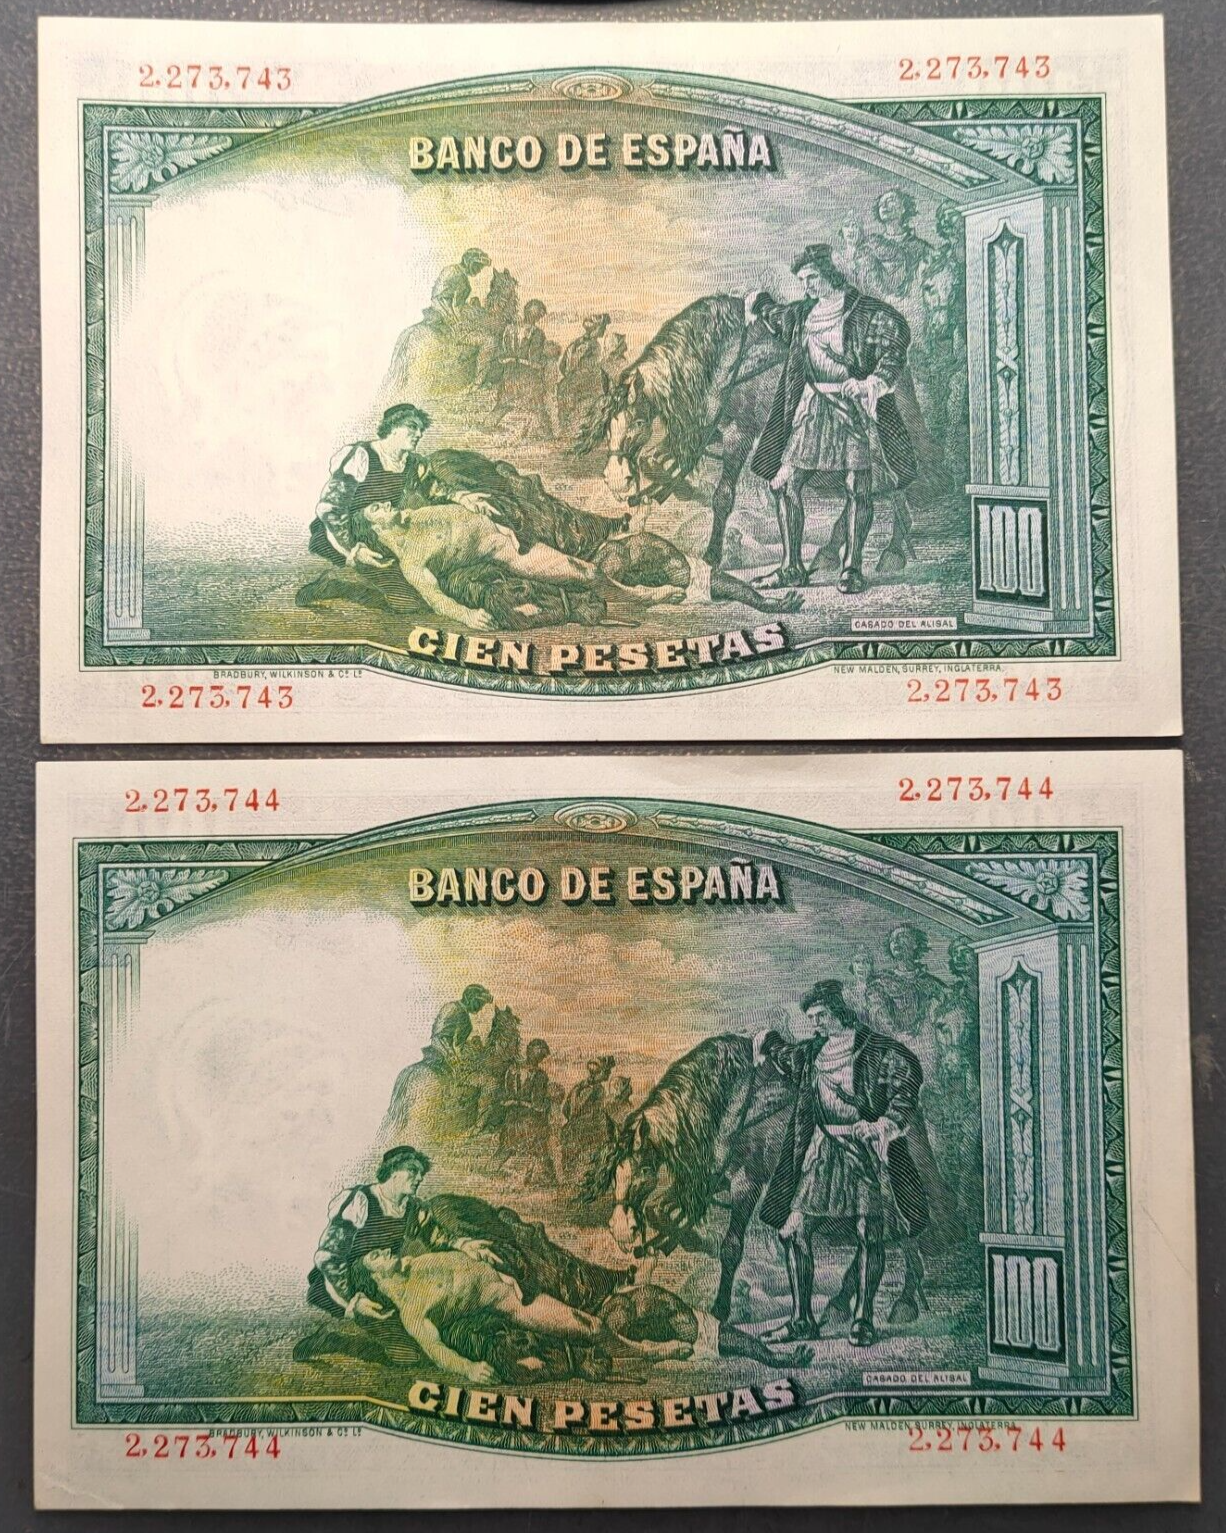 2,273,743 2,273,743
BANCO DE ESPAÑA
100
CASADO DEL ALISAL
CIEN PESETAS
BRADBURY, WILKINSON & Cº Lᵈ NEW MALDEN, SURREY, INGLATERRA.
2,273,743 2,273,743
2,273,744 2,273,744
BANCO DE ESPAÑA
100
CASADO DEL ALISAL
CIEN PESETAS
BRADBURY, WILKINSON & Cº Lᵈ NEW MALDEN, SURREY, INGLATERRA.
2,273,744 2,273,744